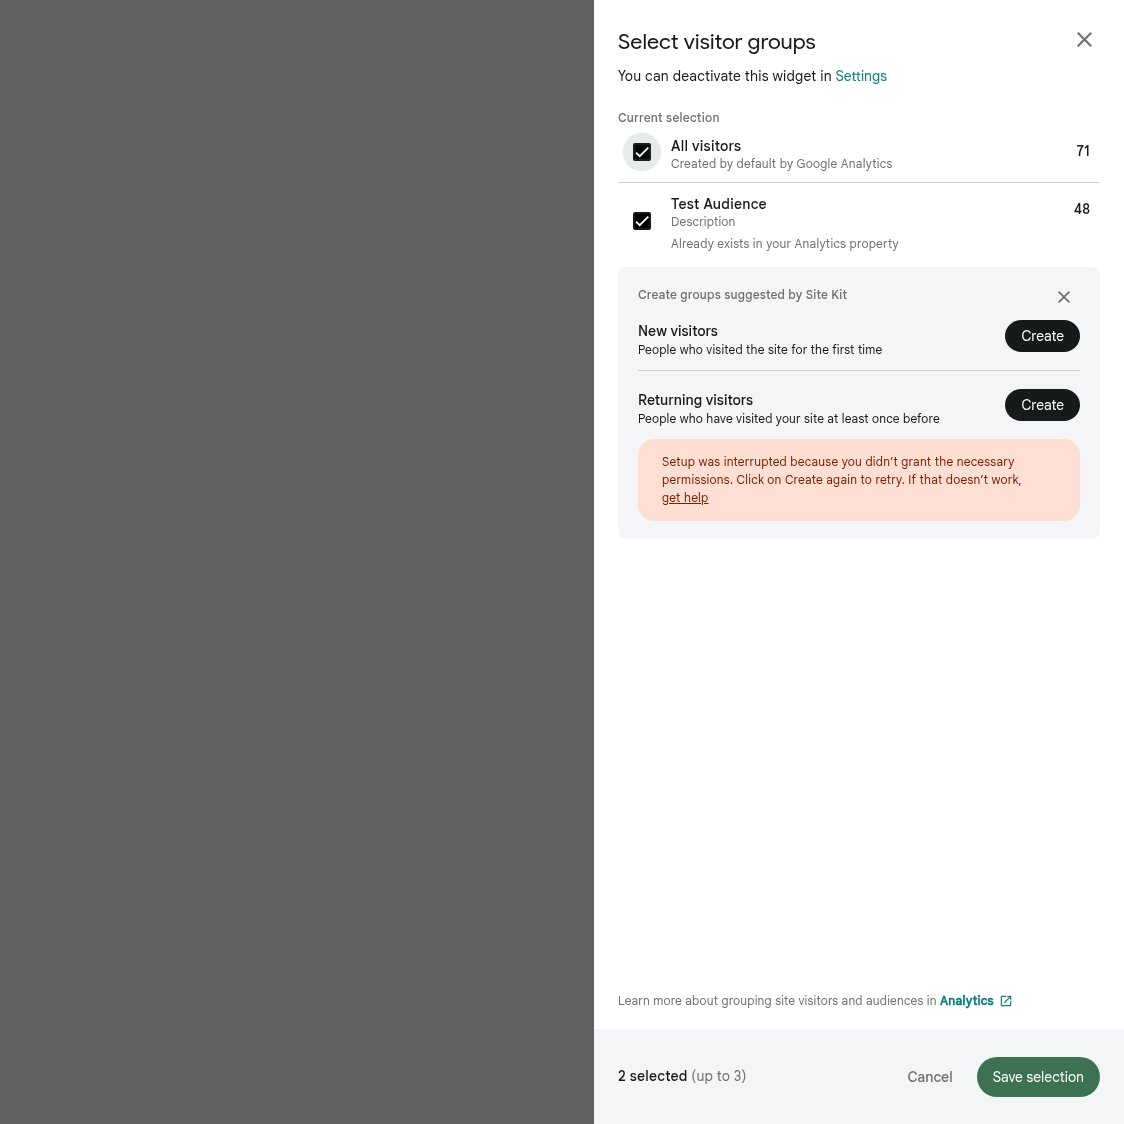 Select visitor groups
You can deactivate this widget in Settings
Current selection
All visitors
71
Created by default by Google Analytics
Test Audience
48
Description
Already exists in your Analytics property
Create groups suggested by Site Kit
New visitors
Create
People who visited the site for the first time
Returning visitors
Create
People who have visited your site at least once before
Setup was interrupted because you didn’t grant the necessary
permissions. Click on Create again to retry. If that doesn’t work,
get help
Learn more about grouping site visitors and audiences in Analytics
2 selected (up to 3)
Cancel
Save selection